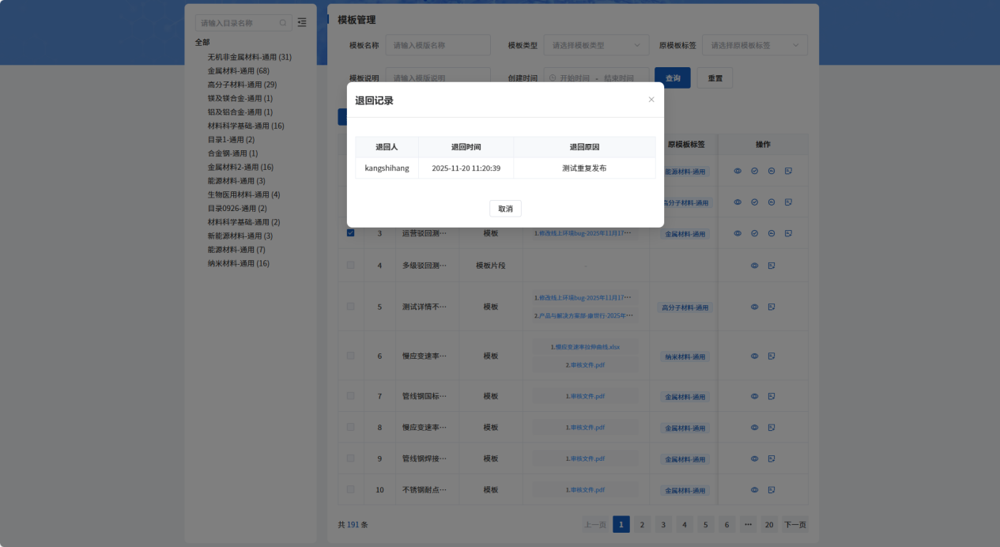 请输入目录名称
全部
无机非金属材料-通用 (31)
金属材料-通用 (68)
高分子材料-通用 (29)
镁及镁合金-通用 (1)
铝及铝合金-通用 (1)
材料科学基础-通用 (16)
目录1-通用 (2)
合金钢-通用 (1)
金属材料2-通用 (16)
能源材料-通用 (3)
生物医用材料-通用 (4)
目录0926-通用 (2)
材料科学基础-通用 (2)
新能源材料-通用 (3)
能源材料-通用 (7)
纳米材料-通用 (16)
模板管理
模板名称 请输入模版名称 模板类型 请选择模板类型 原模板标签 请选择原模板标签
模板说明 请输入模版说明 创建时间 开始时间 - 结束时间 查询 重置
退回记录
退回人 退回时间 退回原因
kangshihang 2025-11-20 11:20:39 测试重复发布
取消
原模板标签 操作
能源材料-通用
高分子材料-通用
3 运营驳回测… 模板 1.修改线上环境bug-2025年11月17… 金属材料-通用
4 多级驳回测… 模板片段 -
5 测试详情不… 模板 1.修改线上环境bug-2025年11月17… 高分子材料-通用
2.产品与解决方案部-康世行-2025年…
6 慢应变速率… 模板 1.慢应变速率拉伸曲线.xlsx 纳米材料-通用
2.审核文件.pdf
7 管线钢国标… 模板 1.审核文件.pdf 金属材料-通用
8 慢应变速率… 模板 1.审核文件.pdf 金属材料-通用
9 管线钢焊接… 模板 1.审核文件.pdf 金属材料-通用
10 不锈钢耐点… 模板 1.审核文件.pdf 金属材料-通用
共 191 条 上一页 1 2 3 4 5 6 … 20 下一页